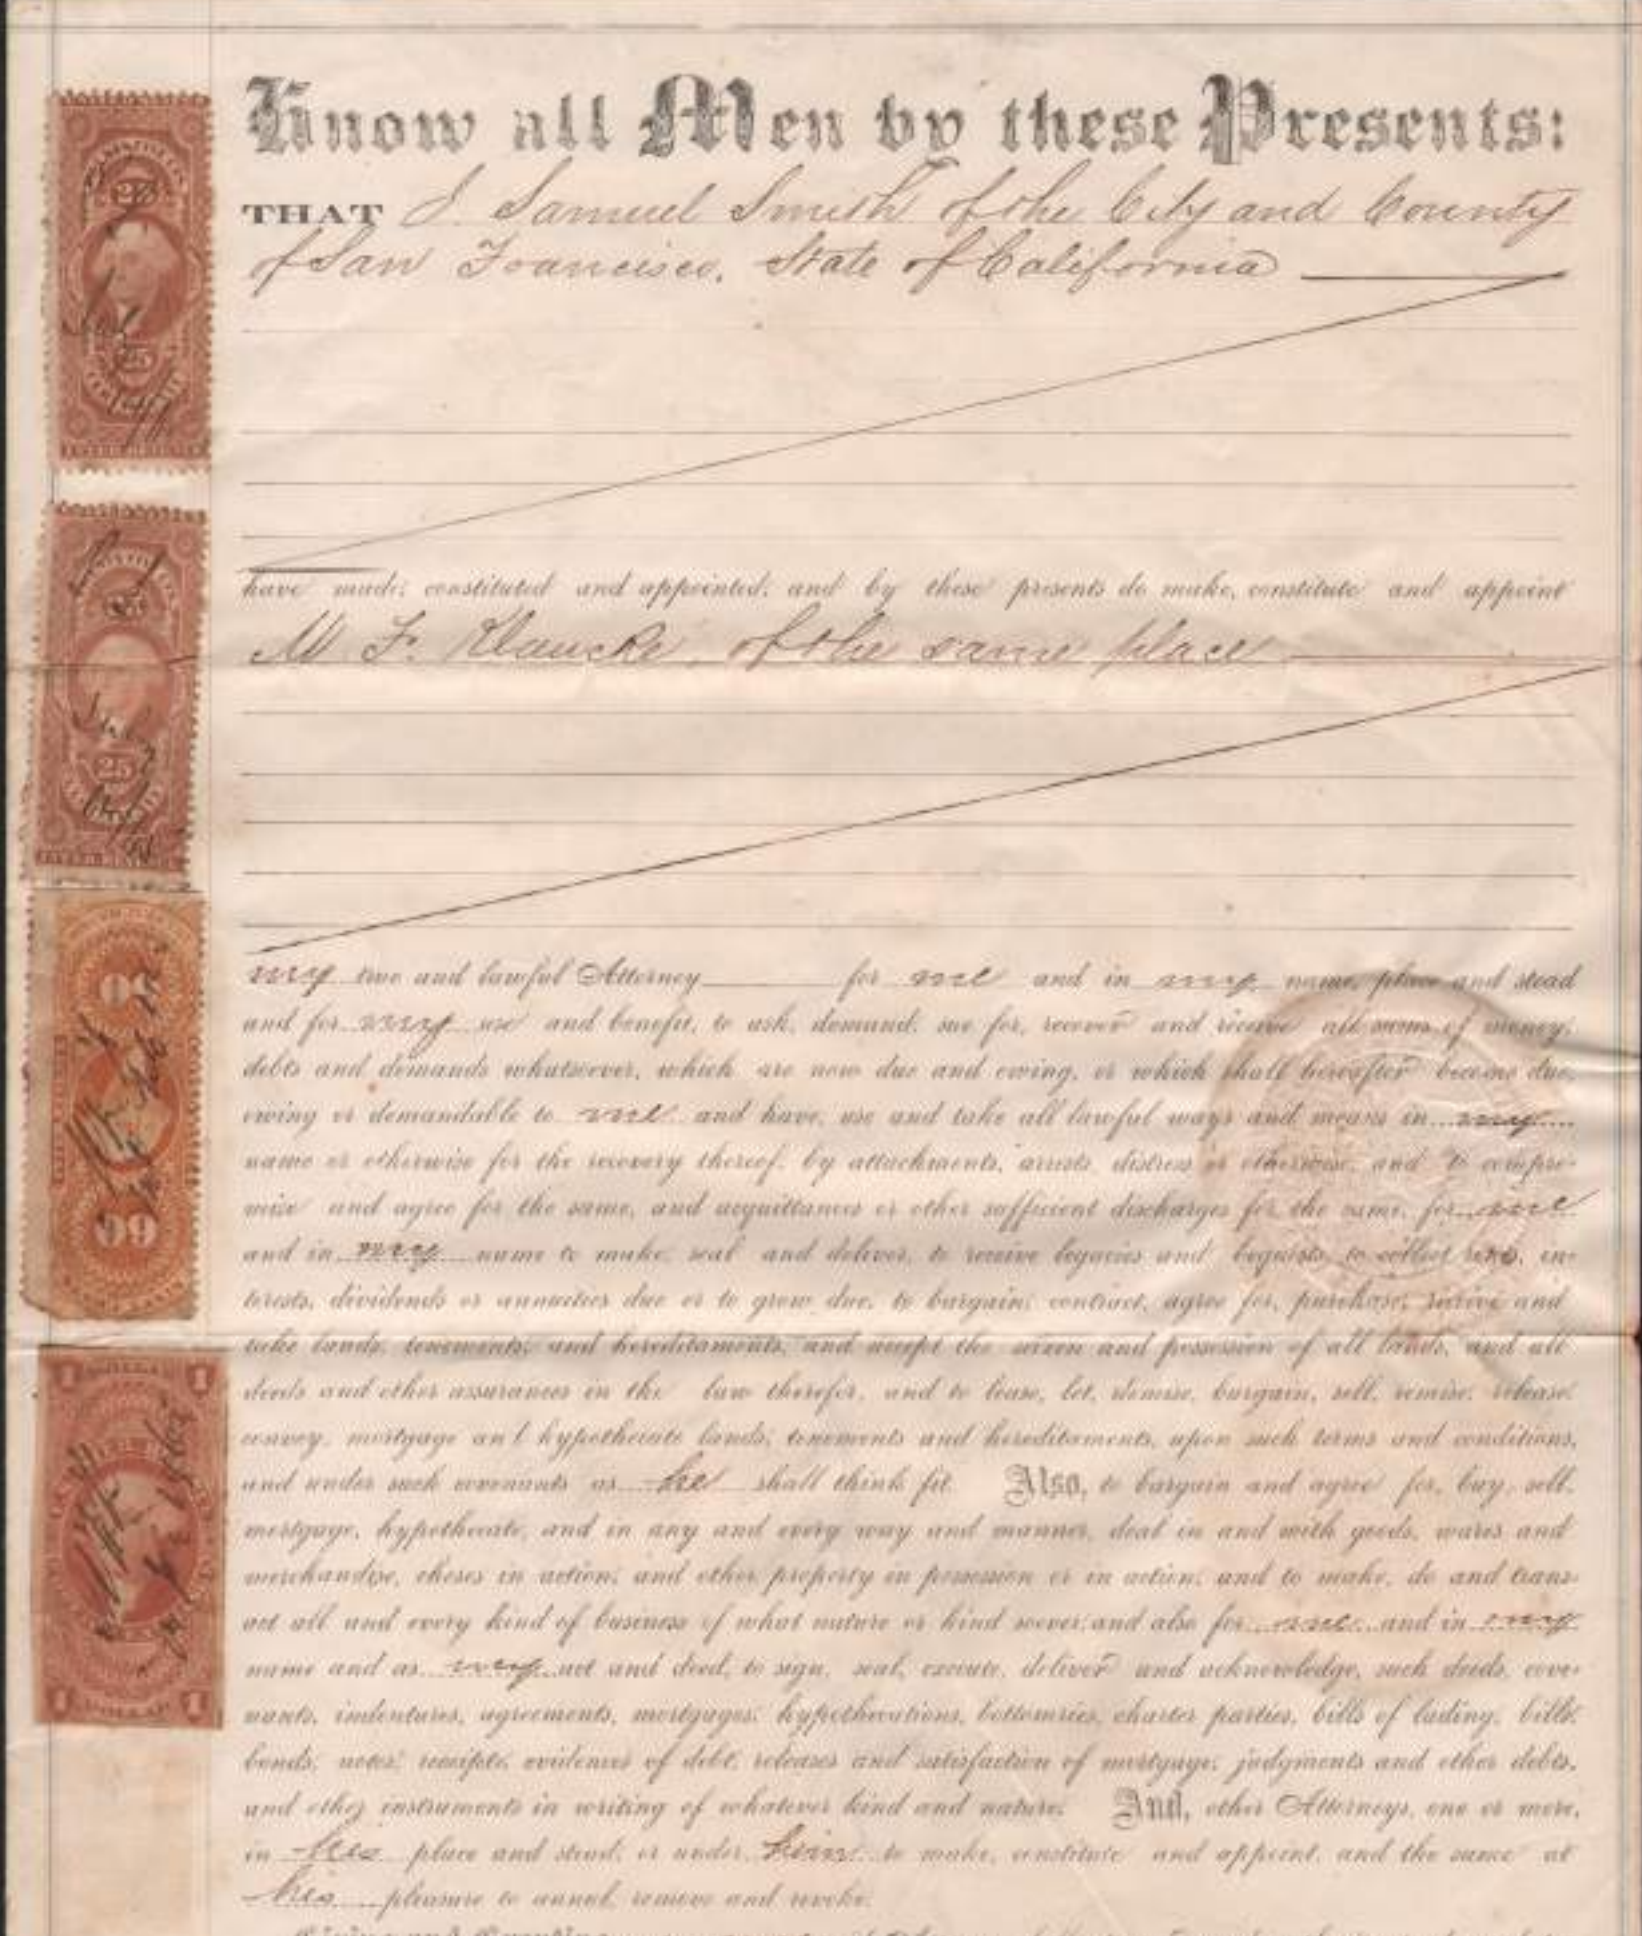 Know all Men by these Presents:
THAT I Samuel Smith of the City and County
of San Francisco, State of California
have made, constituted and appointed, and by these presents do make, constitute and appoint
M F. Klaucke, of the same place
my true and lawful Attorney for me and in my name, place and stead
and for my use and benefit, to ask, demand, sue for, recover and receive all sums of money,
debts and demands whatsoever, which are now due and owing, or which shall hereafter become due,
owing or demandable to me and have, use and take all lawful ways and means in my
name or otherwise for the recovery thereof, by attachments, arrests, distress or otherwise, and to compro-
mise and agree for the same, and acquittances or other sufficient discharges for the same, for me
and in my name to make, seal and deliver, to receive legacies and bequests, to collect rents, in-
terests, dividends or annuities due or to grow due, to bargain, contract, agree for, purchase, receive and
take lands, tenements, and hereditaments, and accept the seizen and possession of all lands, and all
deeds and other assurances in the law therefor, and to lease, let, demise, bargain, sell, remise, release,
convey, mortgage and hypothecate lands, tenements and hereditaments, upon such terms and conditions,
and under such covenants as he shall think fit. Also, to bargain and agree for, buy, sell,
mortgage, hypothecate, and in any and every way and manner, deal in and with goods, wares and
merchandise, choses in action, and other property in possession or in action, and to make, do and trans-
act all and every kind of business of what nature or kind soever, and also for me and in my
name and as my act and deed, to sign, seal, execute, deliver and acknowledge, such deeds, cove-
nants, indentures, agreements, mortgages, hypothecations, bottomries, charter parties, bills of lading, bills,
bonds, notes, receipts, evidences of debt, releases and satisfaction of mortgage, judgments and other debts,
and other instruments in writing of whatever kind and nature. And, other Attorneys, one or more,
in his place and stead, or under him to make, constitute and appoint, and the same at
his pleasure to annul, remove and revoke.
25
25
1 DOLLAR 1
1 1